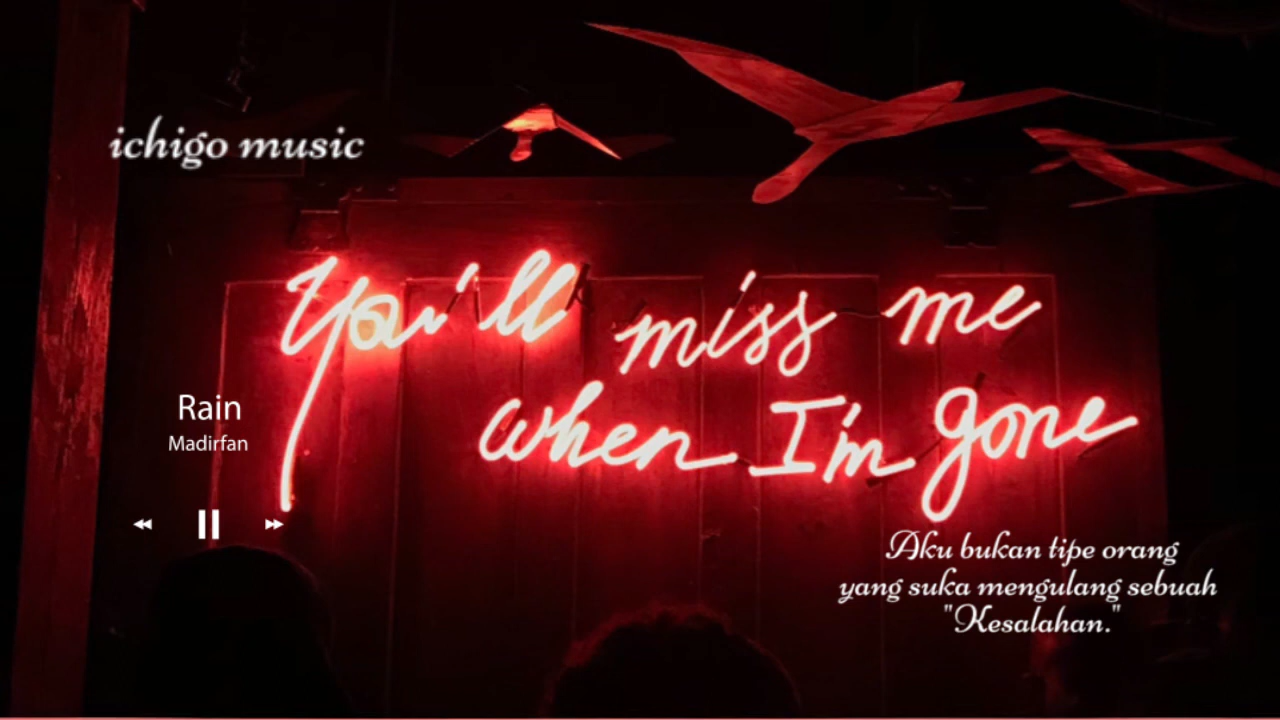 ichigo music
You'll miss me
when I'm gone
Rain
Madirfan
Aku bukan tipe orang
yang suka mengulang sebuah
"Kesalahan."